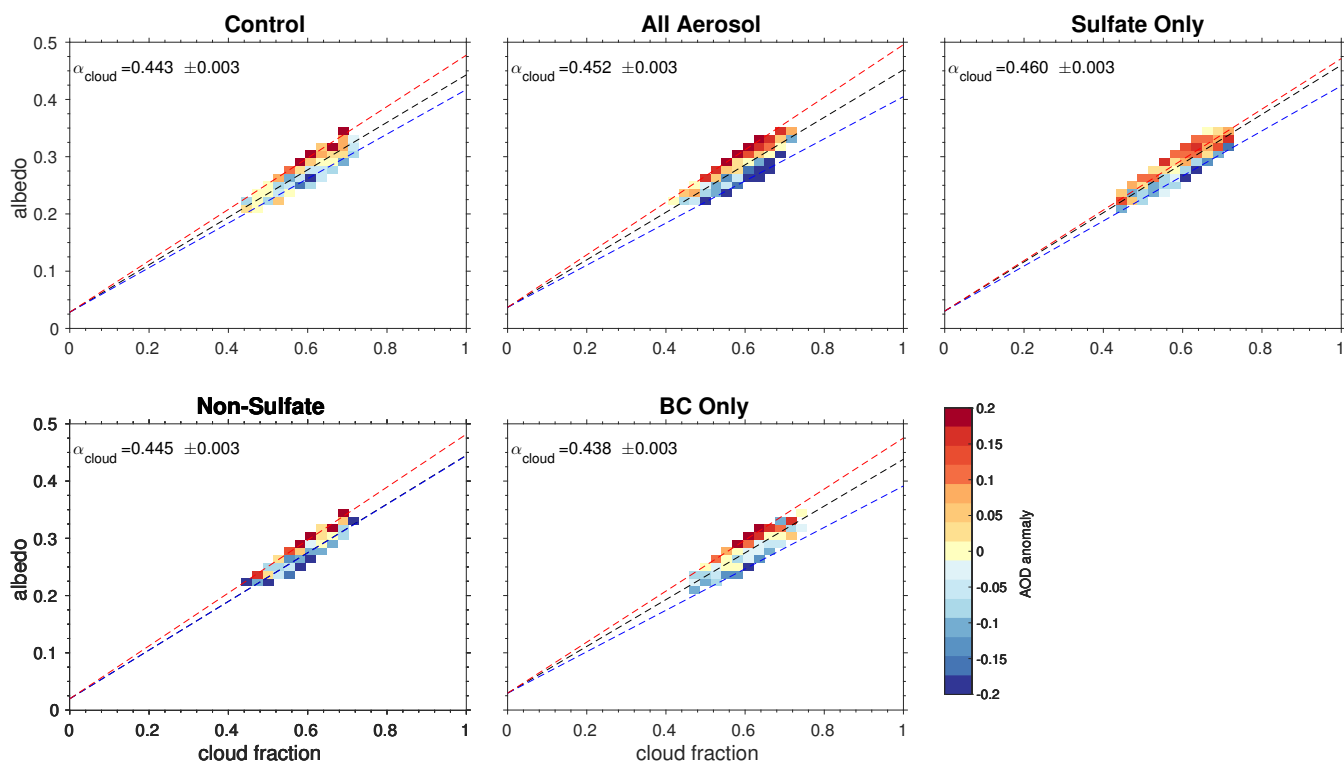 Control
All Aerosol
Sulfate Only
0.5
0.4
0.3
0.2
0.1
0
albedo
α cloud =0.443 ±0.003
α cloud =0.452 ±0.003
α cloud =0.460 ±0.003
0 0.2 0.4 0.6 0.8 1
0 0.2 0.4 0.6 0.8 1
0 0.2 0.4 0.6 0.8 1
Non-Sulfate
BC Only
0.5
0.4
0.3
0.2
0.1
0
albedo
α cloud =0.445 ±0.003
α cloud =0.438 ±0.003
0 0.2 0.4 0.6 0.8 1
0 0.2 0.4 0.6 0.8 1
cloud fraction
cloud fraction
0.2
0.15
0.1
0.05
0
-0.05
-0.1
-0.15
-0.2
AOD anomaly